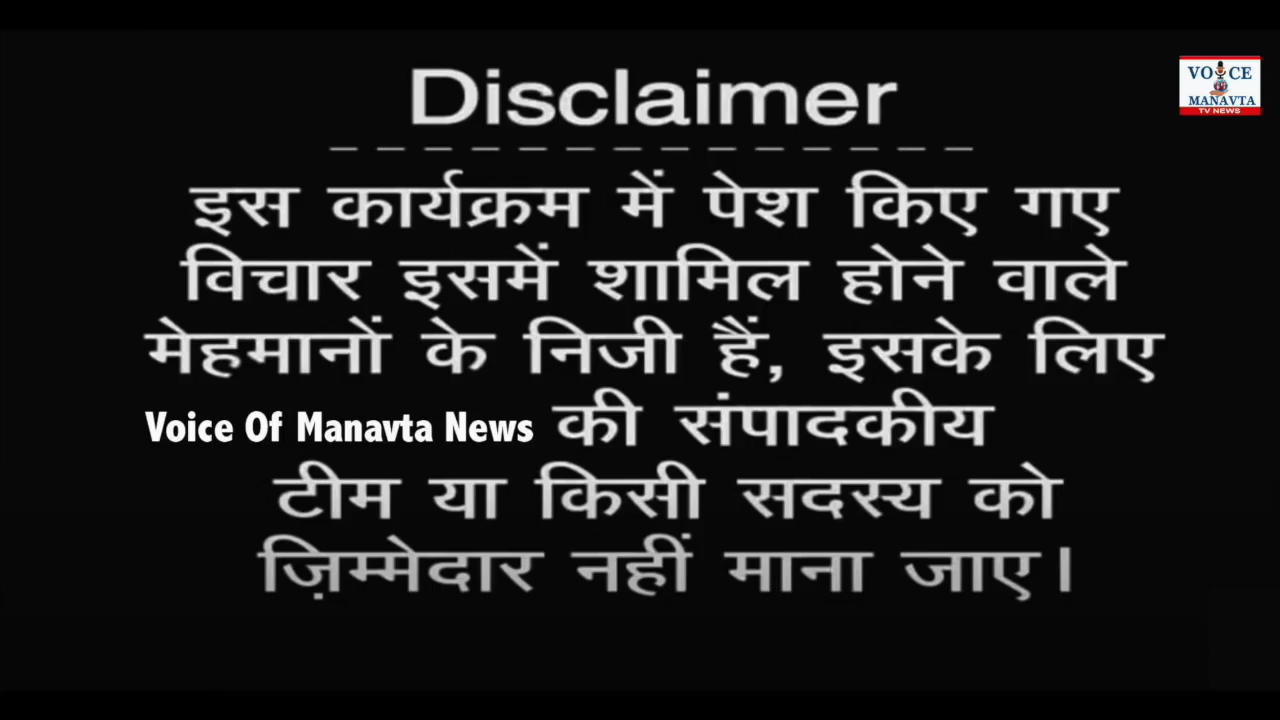 Disclaimer
VOICE
OF
MANAVTA
TV NEWS
इस कार्यक्रम में पेश किए गए
विचार इसमें शामिल होने वाले
मेहमानों के निजी हैं, इसके लिए
Voice Of Manavta News की संपादकीय
टीम या किसी सदस्य को
ज़िम्मेदार नहीं माना जाए।